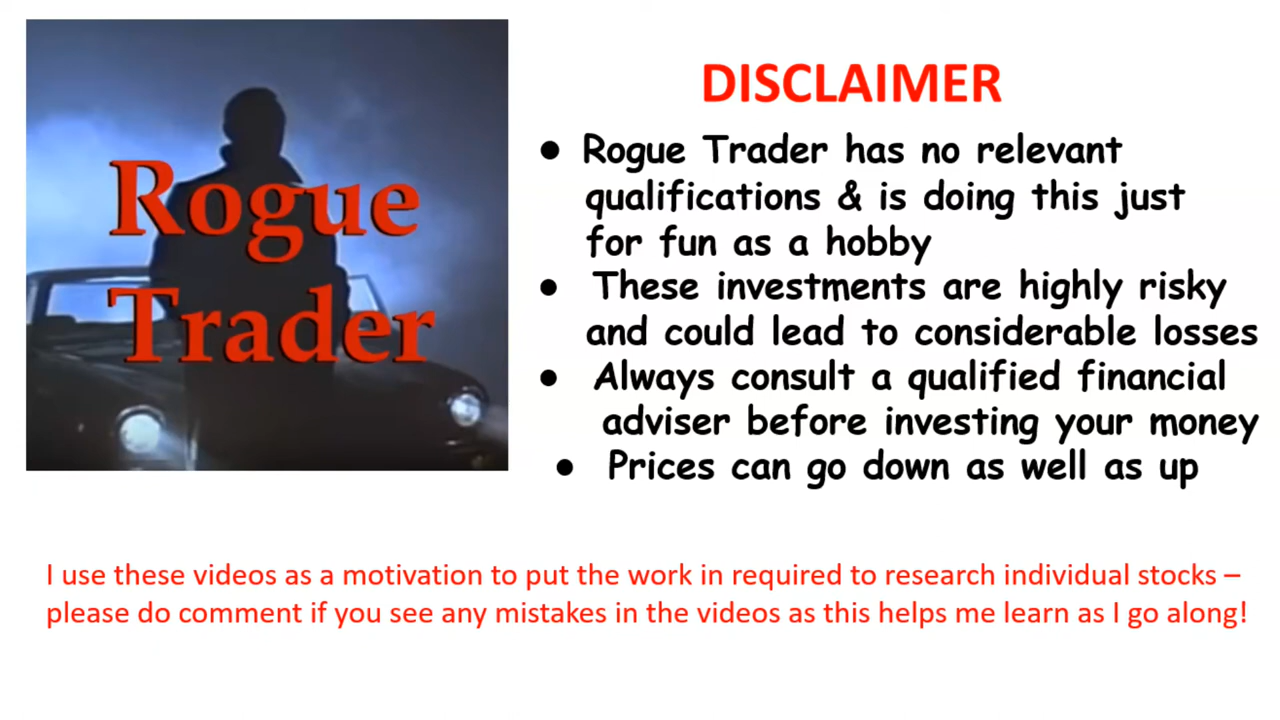 Rogue
Trader
DISCLAIMER
● Rogue Trader has no relevant
qualifications & is doing this just
for fun as a hobby
● These investments are highly risky
and could lead to considerable losses
● Always consult a qualified financial
adviser before investing your money
● Prices can go down as well as up
I use these videos as a motivation to put the work in required to research individual stocks –
please do comment if you see any mistakes in the videos as this helps me learn as I go along!